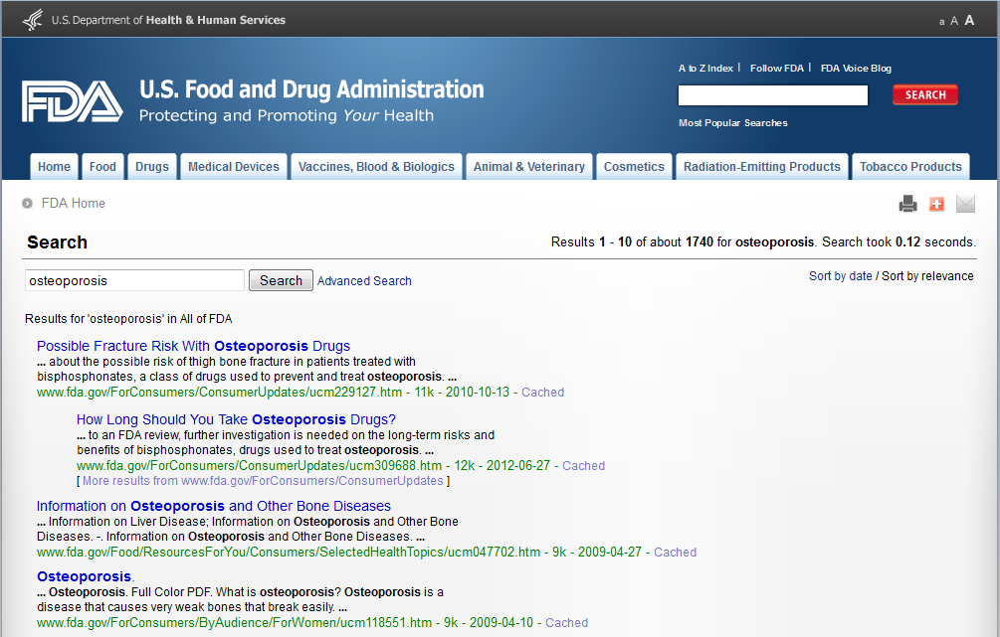 U.S. Department of Health & Human Services
a A A
A to Z Index | Follow FDA | FDA Voice Blog
FDA U.S. Food and Drug Administration
Protecting and Promoting Your Health
SEARCH
Most Popular Searches
Home Food Drugs Medical Devices Vaccines, Blood & Biologics Animal & Veterinary Cosmetics Radiation-Emitting Products Tobacco Products
FDA Home
Search
Results 1 - 10 of about 1740 for osteoporosis. Search took 0.12 seconds.
osteoporosis Search Advanced Search
Sort by date / Sort by relevance
Results for 'osteoporosis' in All of FDA
Possible Fracture Risk With Osteoporosis Drugs
... about the possible risk of thigh bone fracture in patients treated with
bisphosphonates, a class of drugs used to prevent and treat osteoporosis. ...
www.fda.gov/ForConsumers/ConsumerUpdates/ucm229127.htm - 11k - 2010-10-13 - Cached
How Long Should You Take Osteoporosis Drugs?
... to an FDA review, further investigation is needed on the long-term risks and
benefits of bisphosphonates, drugs used to treat osteoporosis. ...
www.fda.gov/ForConsumers/ConsumerUpdates/ucm309688.htm - 12k - 2012-06-27 - Cached
[ More results from www.fda.gov/ForConsumers/ConsumerUpdates ]
Information on Osteoporosis and Other Bone Diseases
... Information on Liver Disease; Information on Osteoporosis and Other Bone
Diseases. -. Information on Osteoporosis and Other Bone Diseases. ...
www.fda.gov/Food/ResourcesForYou/Consumers/SelectedHealthTopics/ucm047702.htm - 9k - 2009-04-27 - Cached
Osteoporosis.
... Osteoporosis. Full Color PDF. What is osteoporosis? Osteoporosis is a
disease that causes very weak bones that break easily. ...
www.fda.gov/ForConsumers/ByAudience/ForWomen/ucm118551.htm - 9k - 2009-04-10 - Cached